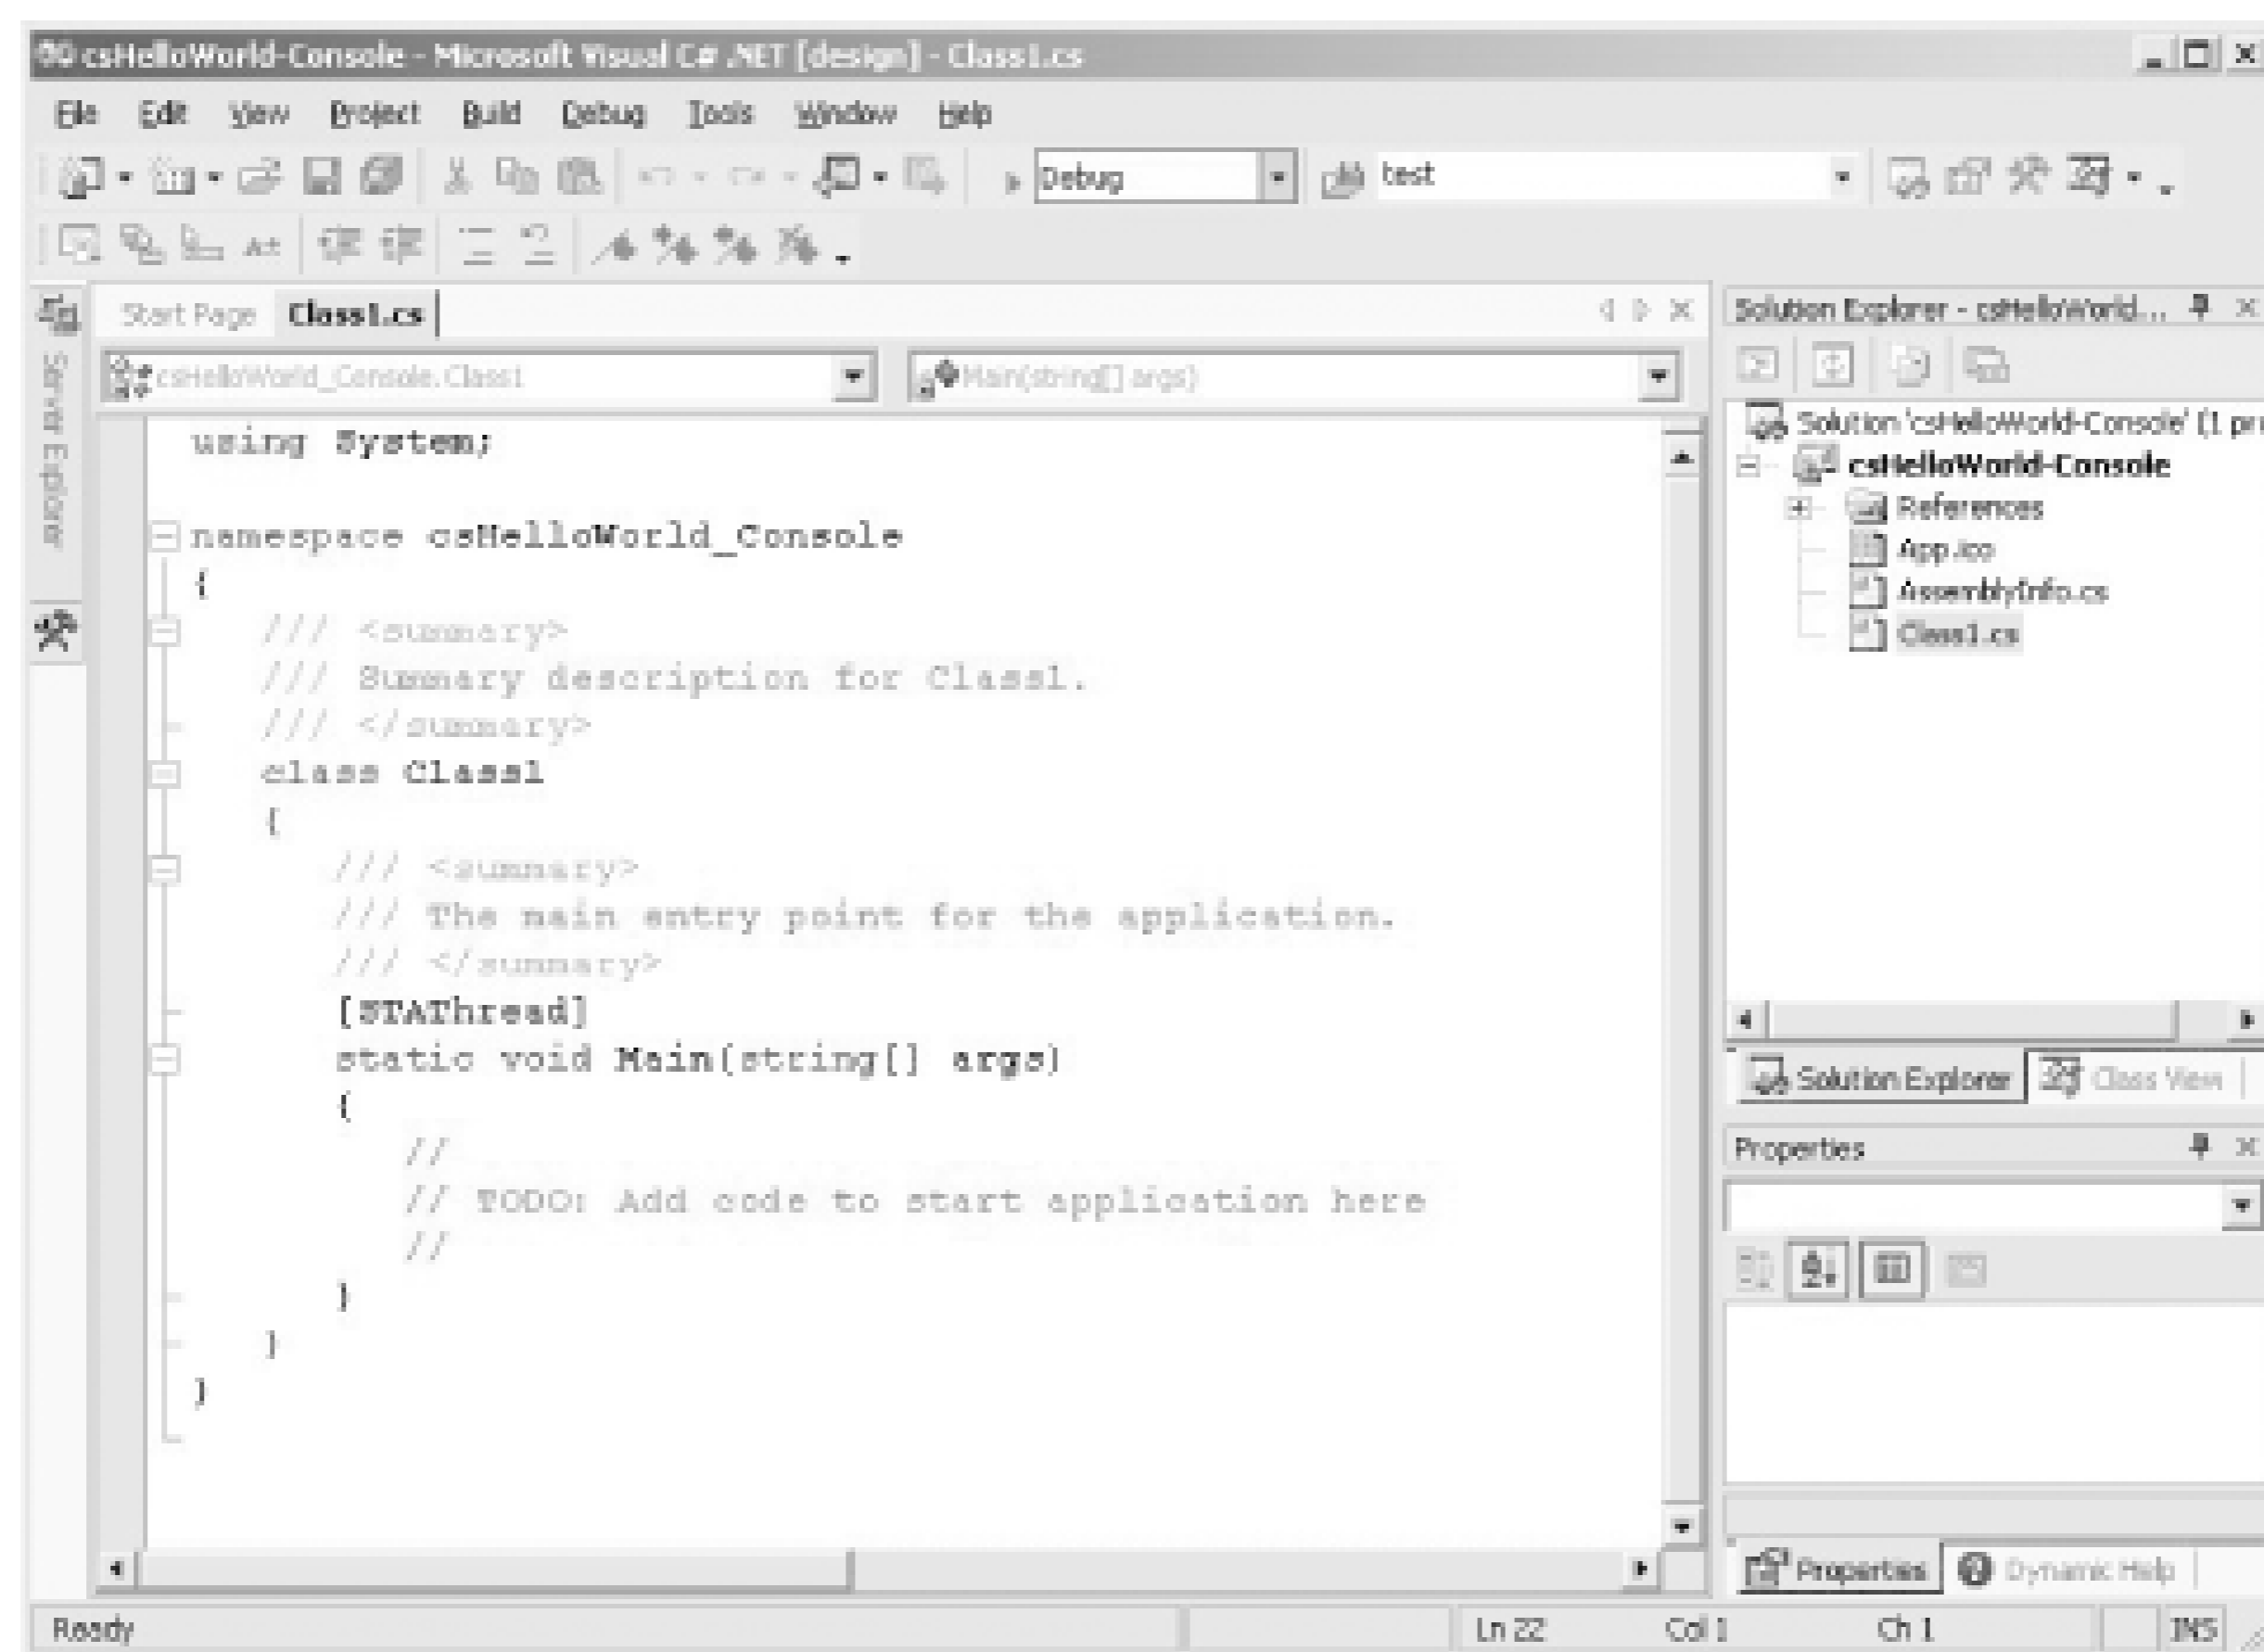 csHelloWorld-Console - Microsoft Visual C# .NET [design] - Class1.cs
File Edit View Project Build Debug Tools Window Help
Debug test
Start Page Class1.cs
csHelloWorld_Console.Class1 Main(string[] args)
Server Explorer
using System;
namespace csHelloWorld_Console
{
/// <summary>
/// Summary description for Class1.
/// </summary>
class Class1
{
/// <summary>
/// The main entry point for the application.
/// </summary>
[STAThread]
static void Main(string[] args)
{
//
// TODO: Add code to start application here
//
}
}
}
Solution Explorer - csHelloWorld...
Solution 'csHelloWorld-Console' (1 pro
csHelloWorld-Console
References
App.ico
AssemblyInfo.cs
Class1.cs
Solution Explorer Class View
Properties
Properties Dynamic Help
Ready Ln 22 Col 1 Ch 1 INS